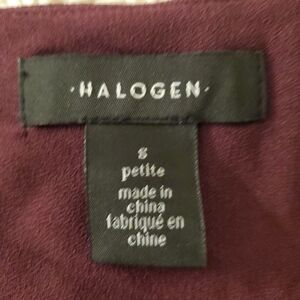 ·HALOGEN·
s
petite
made in
china
fabriqué en
chine